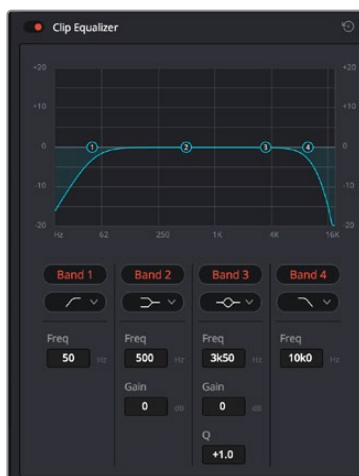 Clip Equalizer
+20 +20
+10 +10
0 1 2 3 4 0
-10 -10
-20 -20
Hz 62 250 1K 4K 16K
Band 1 Band 2 Band 3 Band 4
Freq Freq Freq Freq
50 Hz 500 Hz 3k50 Hz 10k0 Hz
Gain Gain
0 dB 0 dB
Q
+1.0